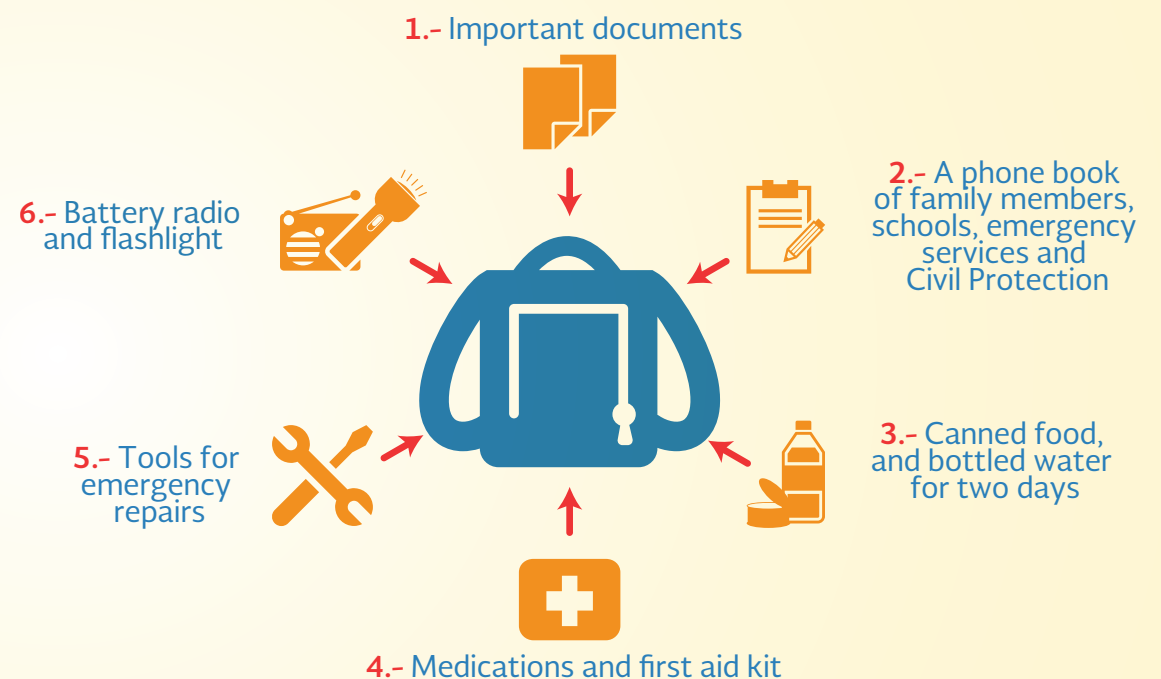 1.- Important documents
2.- A phone book
of family members,
schools, emergency
services and
Civil Protection
3.- Canned food,
and bottled water
for two days
4.- Medications and first aid kit
5.- Tools for
emergency
repairs
6.- Battery radio
and flashlight